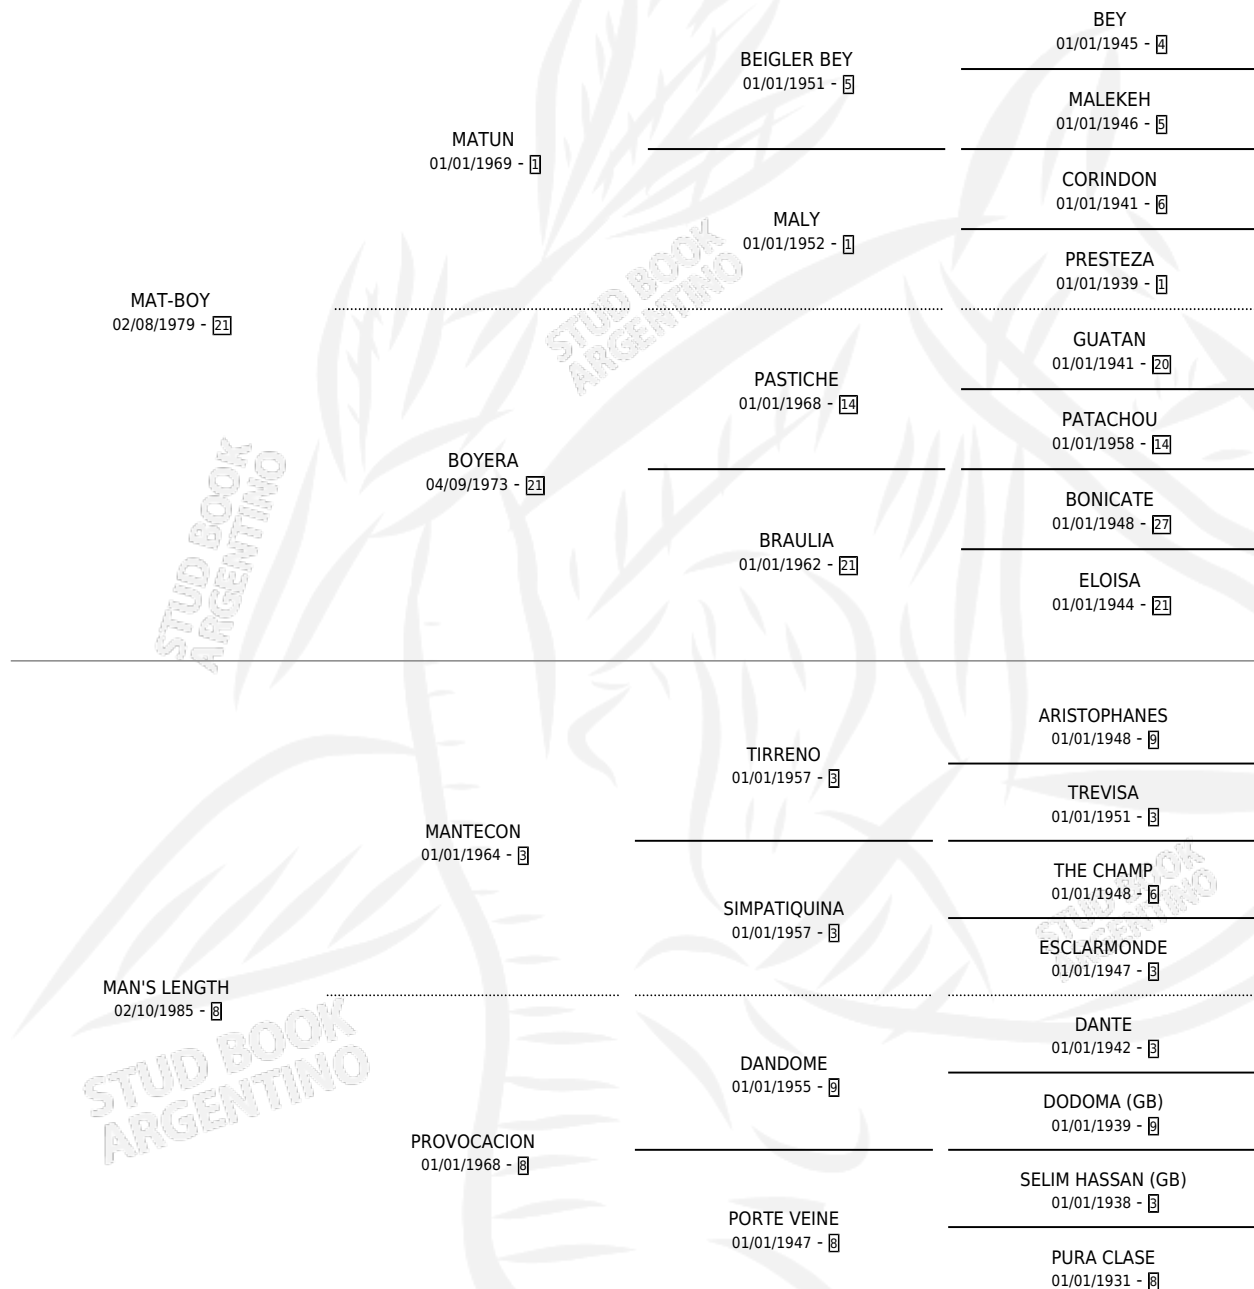 BEY
01/01/1945 - 4
BEIGLER BEY
01/01/1951 - 5
MALEKEH
01/01/1946 - 5
MATUN
01/01/1969 - 1
CORINDON
01/01/1941 - 6
MALY
01/01/1952 - 1
PRESTEZA
01/01/1939 - 1
MAT-BOY
02/08/1979 - 21
GUATAN
01/01/1941 - 20
PASTICHE
01/01/1968 - 14
PATACHOU
01/01/1958 - 14
BOYERA
04/09/1973 - 21
BONICATE
01/01/1948 - 27
BRAULIA
01/01/1962 - 21
ELOISA
01/01/1944 - 21
ARISTOPHANES
01/01/1948 - 9
TIRRENO
01/01/1957 - 3
TREVISA
01/01/1951 - 3
MANTECON
01/01/1964 - 3
THE CHAMP
01/01/1948 - 6
SIMPATIQUINA
01/01/1957 - 3
ESCLARMONDE
01/01/1947 - 3
MAN'S LENGTH
02/10/1985 - 8
DANTE
01/01/1942 - 3
DANDOME
01/01/1955 - 9
DODOMA (GB)
01/01/1939 - 9
PROVOCACION
01/01/1968 - 8
SELIM HASSAN (GB)
01/01/1938 - 3
PORTE VEINE
01/01/1947 - 8
PURA CLASE
01/01/1931 - 8
STUD BOOK
ARGENTINO
STUD BOOK
ARGENTINO
STUD BOOK
ARGENTINO
STUD BOOK
ARGENTINO